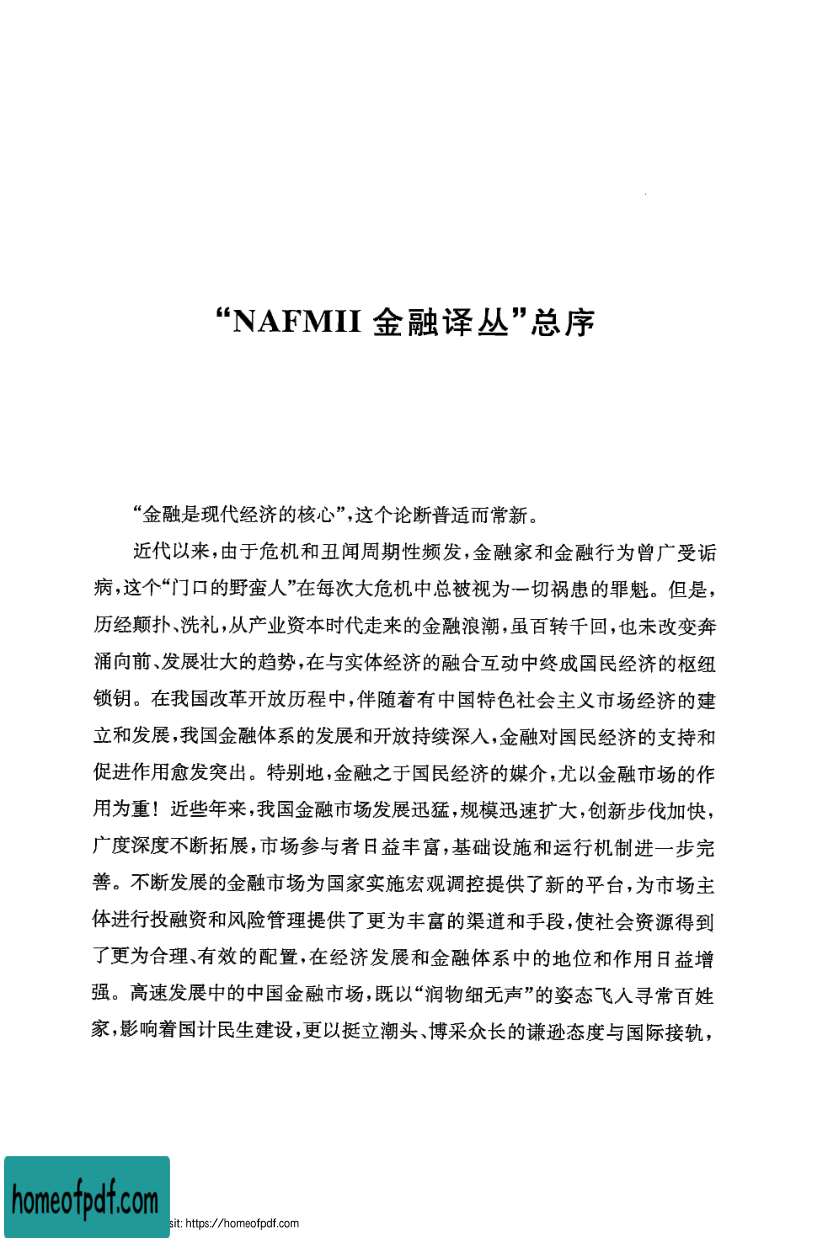 “NAFMII 金融译丛”总序
“金融是现代经济的核心”,这个论断普适而常新。
近代以来,由于危机和丑闻周期性频发,金融家和金融行为曾广受诟
病,这个“门口的野蛮人”在每次大危机中总被视为一切祸患的罪魁。但是,
历经颠扑、洗礼,从产业资本时代走来的金融浪潮,虽百转千回,也未改变奔
涌向前、发展壮大的趋势,在与实体经济的融合互动中终成国民经济的枢纽
锁钥。在我国改革开放历程中,伴随着有中国特色社会主义市场经济的建
立和发展,我国金融体系的发展和开放持续深入,金融对国民经济的支持和
促进作用愈发突出。特别地,金融之于国民经济的媒介,尤以金融市场的作
用为重！近些年来,我国金融市场发展迅猛,规模迅速扩大,创新步伐加快,
广度深度不断拓展,市场参与者日益丰富,基础设施和运行机制进一步完
善。不断发展的金融市场为国家实施宏观调控提供了新的平台,为市场主
体进行投融资和风险管理提供了更为丰富的渠道和手段,使社会资源得到
了更为合理、有效的配置,在经济发展和金融体系中的地位和作用日益增
强。高速发展中的中国金融市场,既以“润物细无声”的姿态飞入寻常百姓
家,影响着国计民生建设,更以挺立潮头、博采众长的谦逊态度与国际接轨,
homeofpdf.com
sit: https://homeofpdf.com